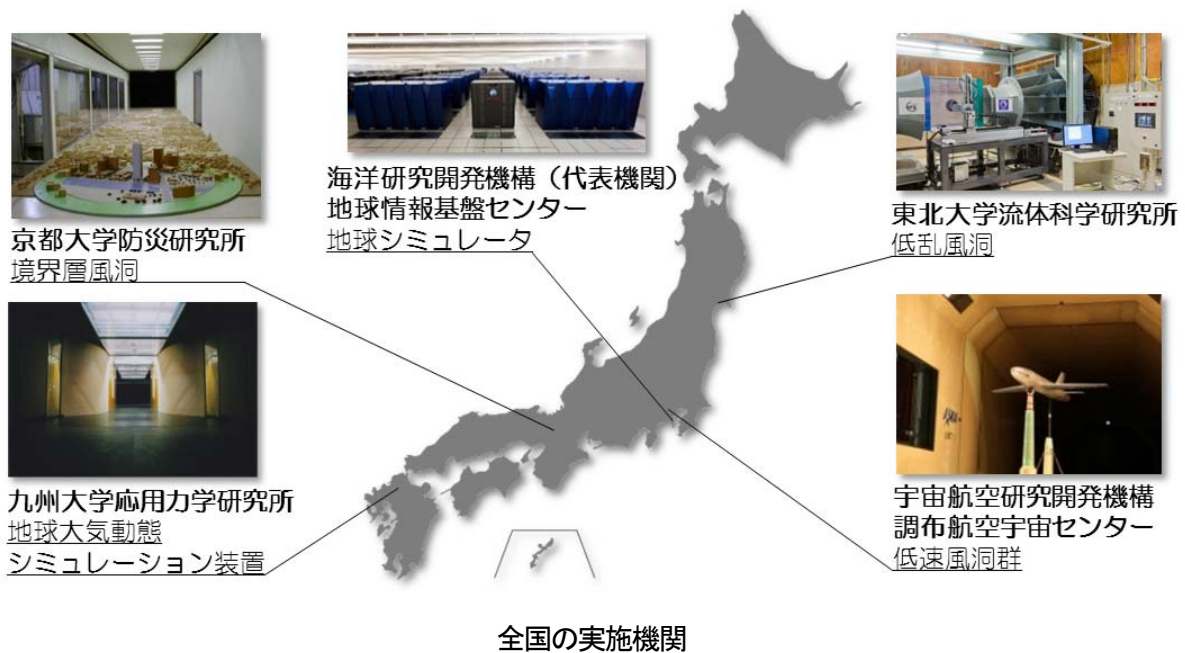 京都大学防災研究所
境界層風洞
海洋研究開発機構（代表機関）
地球情報基盤センター
地球シミュレータ
東北大学流体科学研究所
低乱風洞
九州大学応用力学研究所
地球大気動態
シミュレーション装置
宇宙航空研究開発機構
調布航空宇宙センター
低速風洞群
全国の実施機関